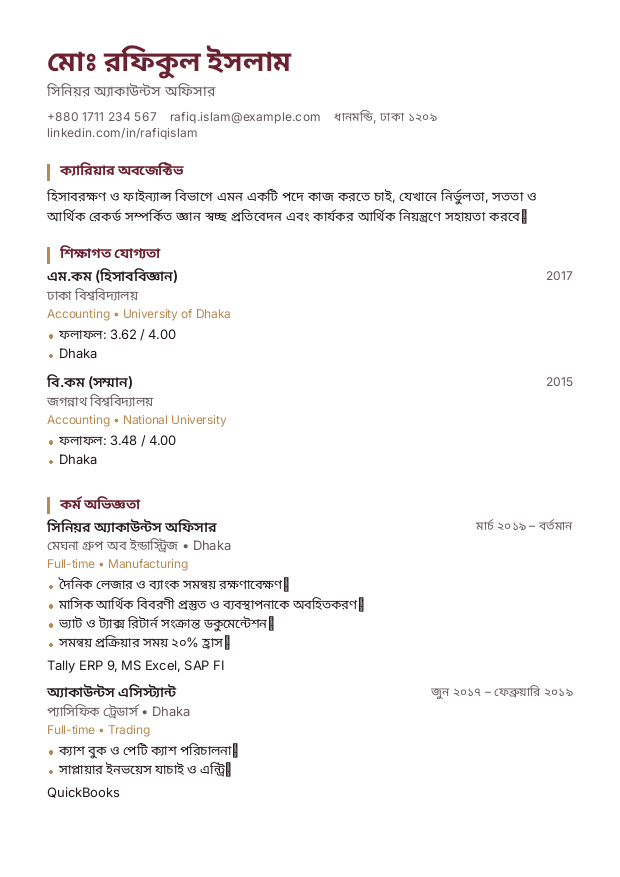 মোঃ রফিকুল ইসলাম
সিনিয়র অ্যাকাউন্টস অফিসার
+880 1711 234 567 rafiq.islam@example.com ধানমন্ডি, ঢাকা ১২০৯
linkedin.com/in/rafiqislam
ক্যারিয়ার অবজেক্টিভ
হিসাবরক্ষণ ও ফাইন্যান্স বিভাগে এমন একটি পদে কাজ করতে চাই, যেখানে নির্ভুলতা, সততা ও
আর্থিক রেকর্ড সম্পর্কিত জ্ঞান স্বচ্ছ প্রতিবেদন এবং কার্যকর আর্থিক নিয়ন্ত্রণে সহায়তা করবে
শিক্ষাগত যোগ্যতা
এম.কম (হিসাববিজ্ঞান) 2017
ঢাকা বিশ্ববিদ্যালয়
Accounting • University of Dhaka
• ফলাফল: 3.62 / 4.00
• Dhaka
বি.কম (সম্মান) 2015
জগন্নাথ বিশ্ববিদ্যালয়
Accounting • National University
• ফলাফল: 3.48 / 4.00
• Dhaka
কর্ম অভিজ্ঞতা
সিনিয়র অ্যাকাউন্টস অফিসার মার্চ ২০১৯ – বর্তমান
মেঘনা গ্রুপ অব ইন্ডাস্ট্রিজ • Dhaka
Full-time • Manufacturing
• দৈনিক লেজার ও ব্যাংক সমন্বয় রক্ষণাবেক্ষণ
• মাসিক আর্থিক বিবরণী প্রস্তুত ও ব্যবস্থাপনাকে অবহিতকরণ
• ভ্যাট ও ট্যাক্স রিটার্ন সংক্রান্ত ডকুমেন্টেশন
• সমন্বয় প্রক্রিয়ার সময় ২০% হ্রাস
Tally ERP 9, MS Excel, SAP FI
অ্যাকাউন্টস এসিস্ট্যান্ট জুন ২০১৭ – ফেব্রুয়ারি ২০১৯
প্যাসিফিক ট্রেডার্স • Dhaka
Full-time • Trading
• ক্যাশ বুক ও পেটি ক্যাশ পরিচালনা
• সাপ্লায়ার ইনভয়েস যাচাই ও এন্ট্রি
QuickBooks